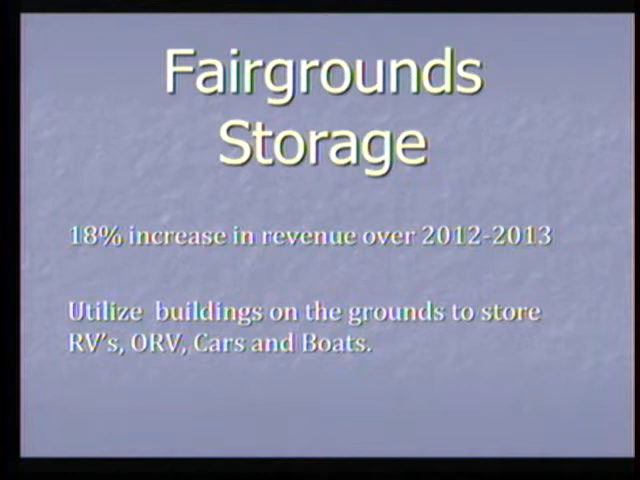 Fairgrounds
Storage
18% increase in revenue over 2012-2013
Utilize  buildings on the grounds to store
RV's, ORV, Cars and Boats.